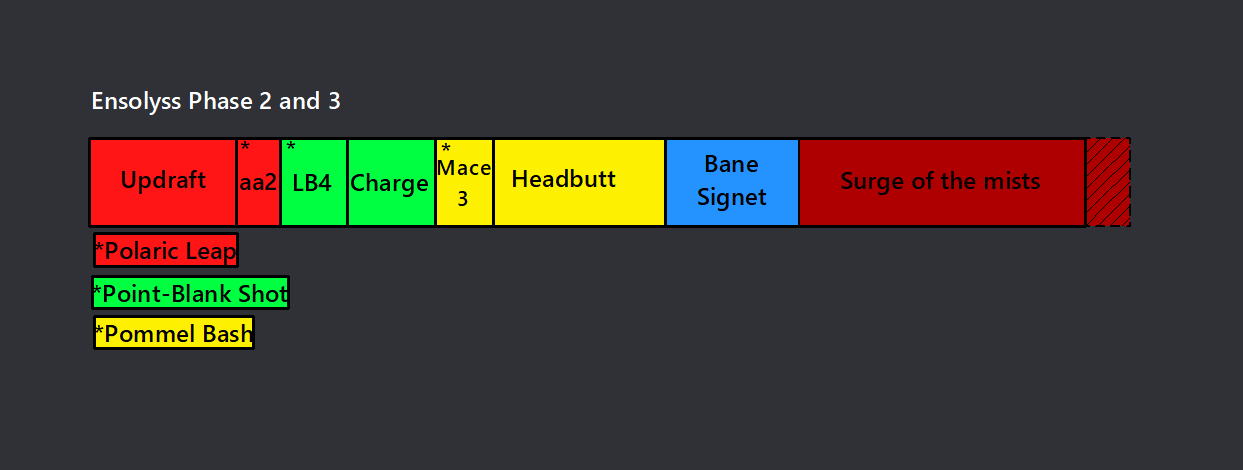 Ensolyss Phase 2 and 3
Updraft
*
aa2
*
LB4
Charge
*
Mace
3
Headbutt
Bane
Signet
Surge of the mists
*Polaric Leap
*Point-Blank Shot
*Pommel Bash